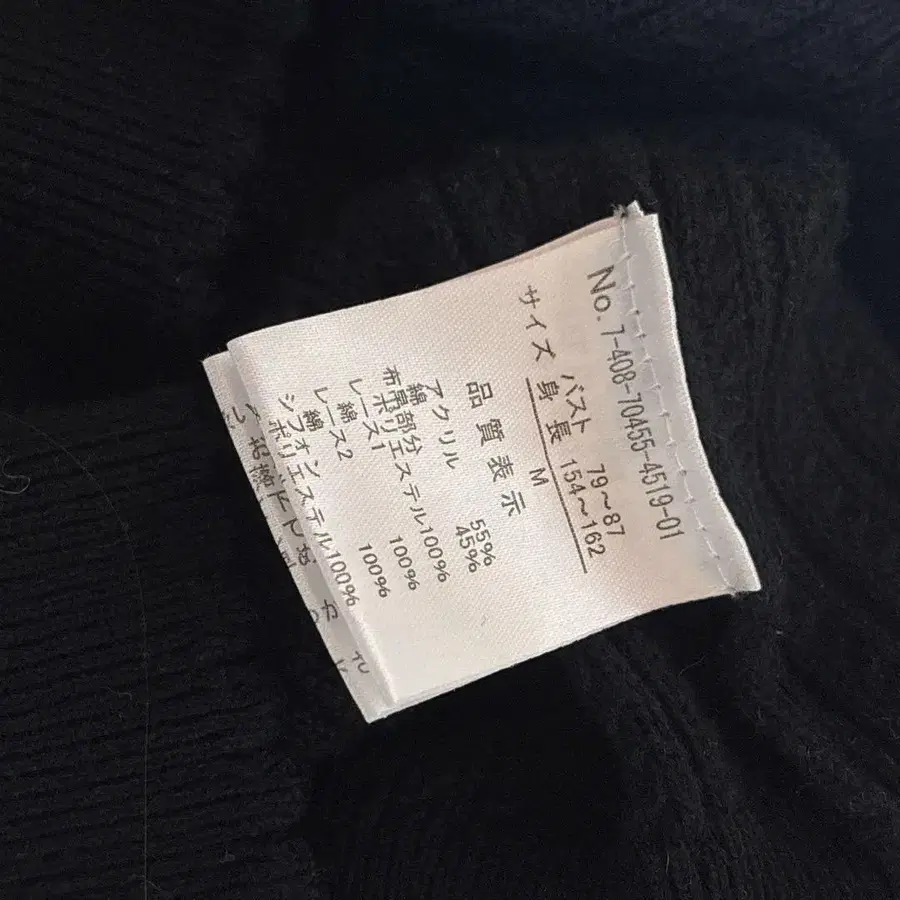 No. 7-408-70455-4519-01
バスト 79～87
身長 154～162
サイズ M
品質表示
アクリル 55%
綿 45%
布帛部分
ポリエステル100%
レース1
綿 100%
レース2
綿 100%
シフォン
ポリエステル100%